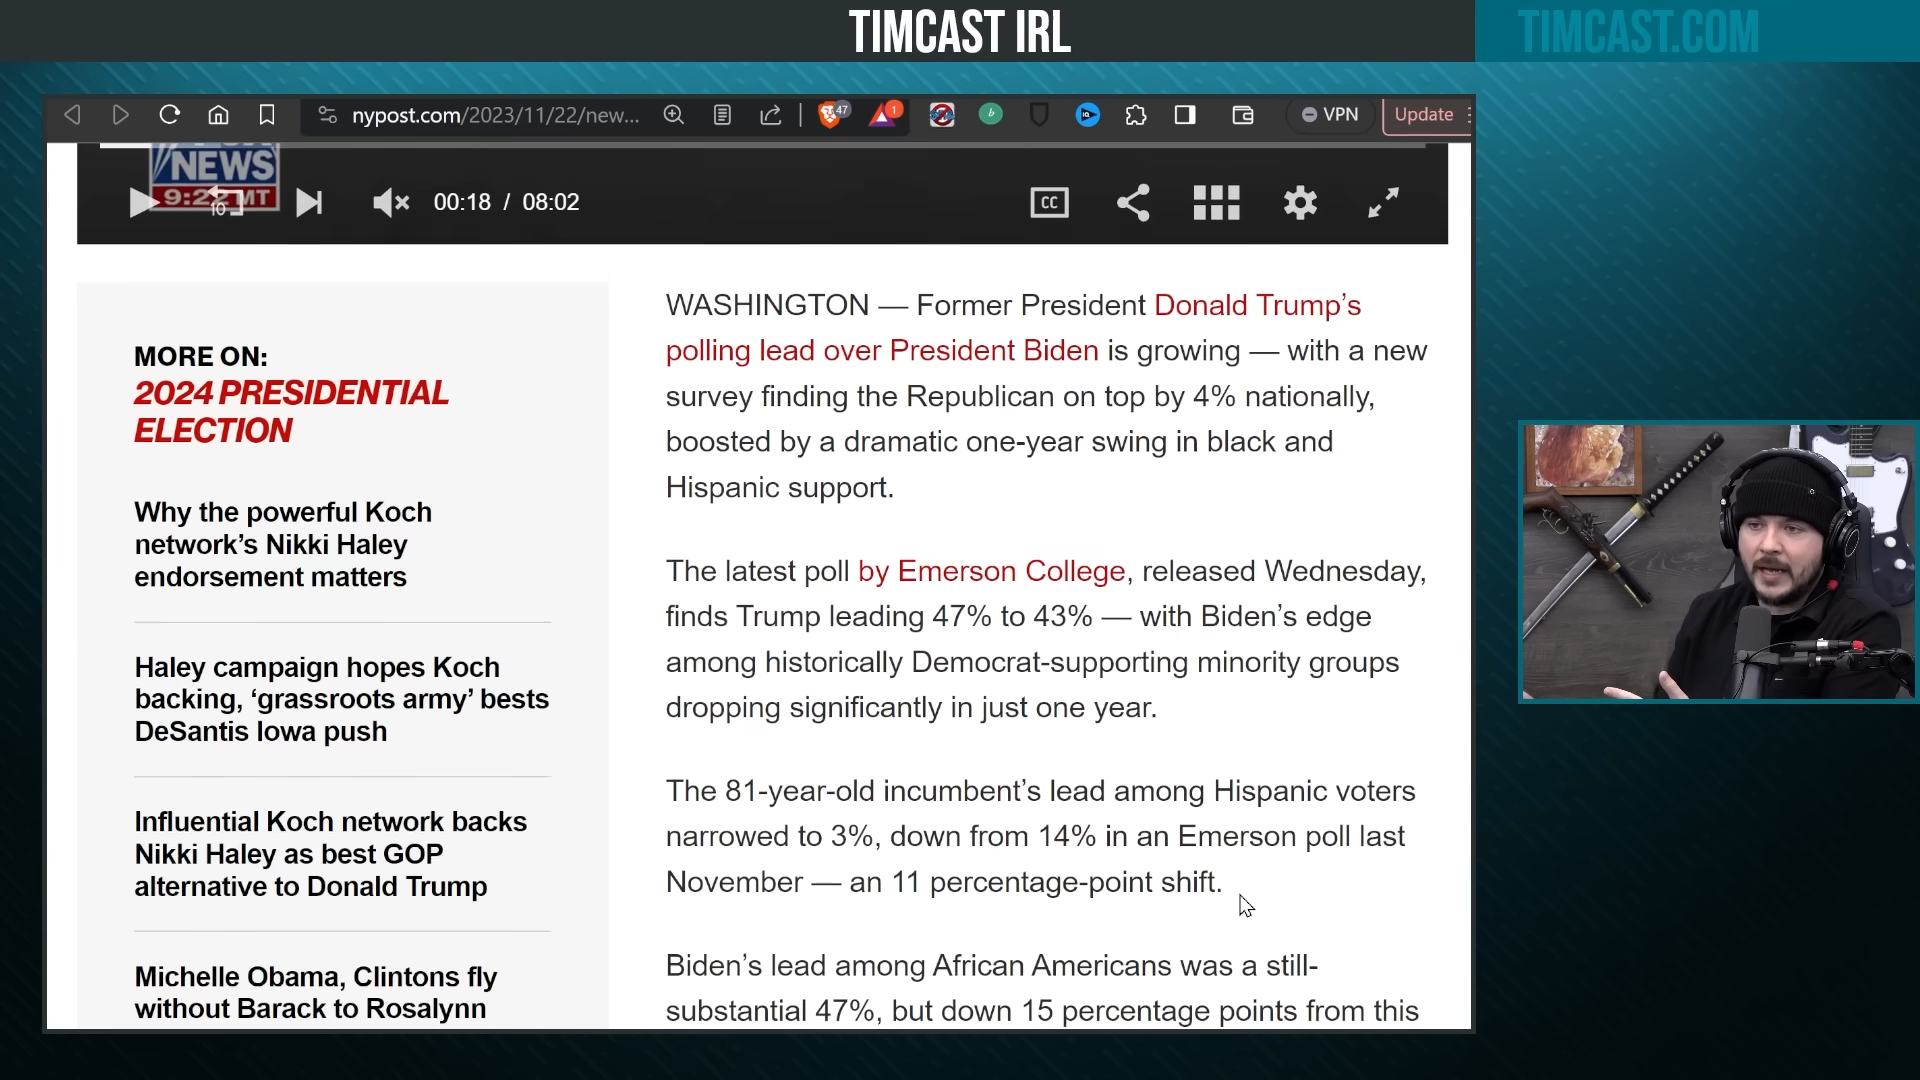 TIMCAST IRL
TIMCAST.COM
nypost.com/2023/11/22/new...
47
1
b
VPN
Update
NEWS
9:22 MT
10
00:18 / 08:02
CC
MORE ON:
2024 PRESIDENTIAL
ELECTION
Why the powerful Koch
network’s Nikki Haley
endorsement matters
Haley campaign hopes Koch
backing, ‘grassroots army’ bests
DeSantis Iowa push
Influential Koch network backs
Nikki Haley as best GOP
alternative to Donald Trump
Michelle Obama, Clintons fly
without Barack to Rosalynn
WASHINGTON — Former President Donald Trump’s
polling lead over President Biden is growing — with a new
survey finding the Republican on top by 4% nationally,
boosted by a dramatic one-year swing in black and
Hispanic support.
The latest poll by Emerson College, released Wednesday,
finds Trump leading 47% to 43% — with Biden’s edge
among historically Democrat-supporting minority groups
dropping significantly in just one year.
The 81-year-old incumbent’s lead among Hispanic voters
narrowed to 3%, down from 14% in an Emerson poll last
November — an 11 percentage-point shift.
Biden’s lead among African Americans was a still-
substantial 47%, but down 15 percentage points from this